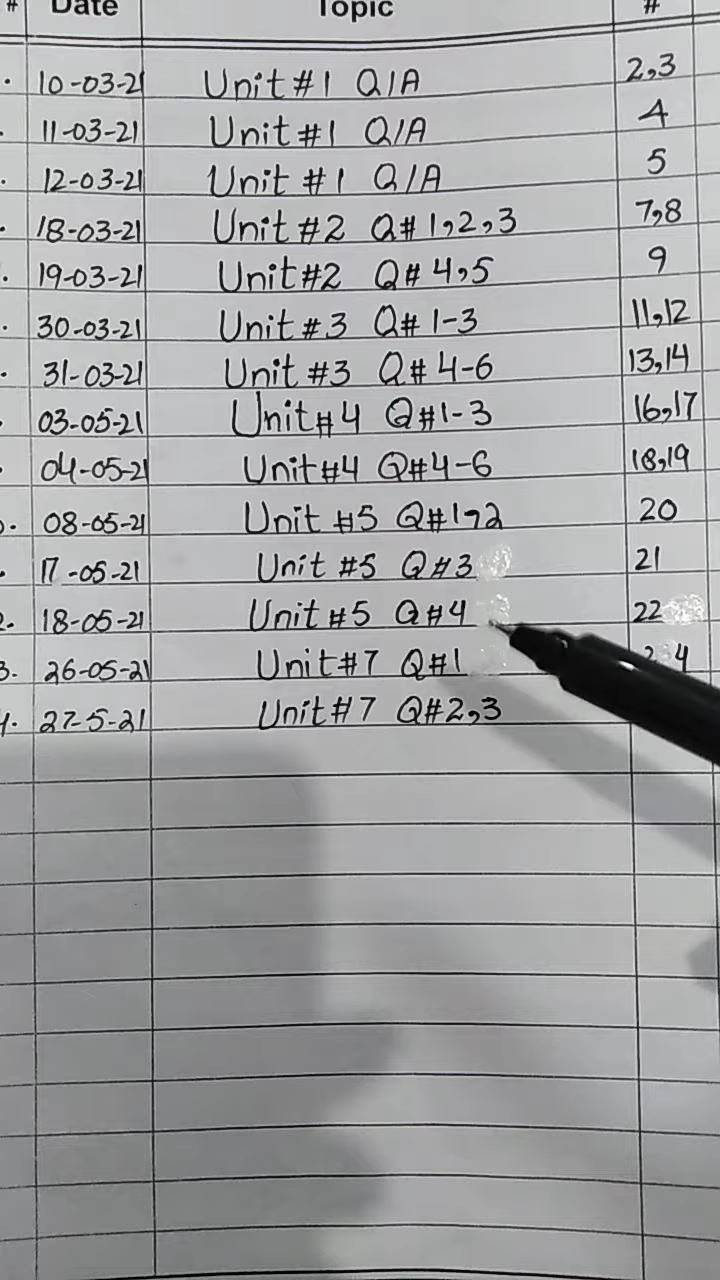 # Date Topic #
. 10-03-21 Unit #1 Q/A 2,3
. 11-03-21 Unit #1 Q/A 4
. 12-03-21 Unit #1 Q/A 5
. 18-03-21 Unit #2 Q# 1,2,3 7,8
. 19-03-21 Unit #2 Q# 4,5 9
. 30-03-21 Unit #3 Q# 1-3 11,12
. 31-03-21 Unit #3 Q# 4-6 13,14
. 03-05-21 Unit #4 Q#1-3 16,17
. 04-05-21 Unit #4 Q#4-6 18,19
. 08-05-21 Unit #5 Q#1,2 20
17-05-21 Unit #5 Q#3 21
2. 18-05-21 Unit #5 Q#4 22
3. 26-05-21 Unit #7 Q#1
27-5-21 Unit #7 Q#2,3